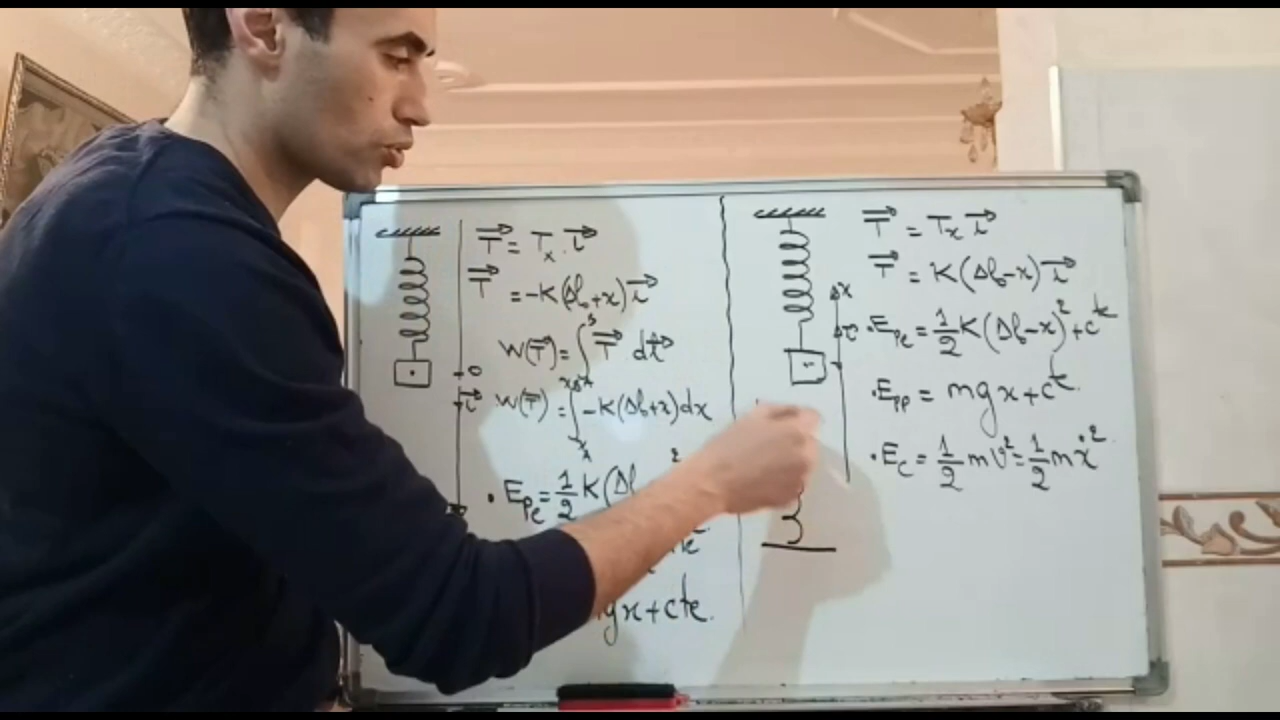 T⃗ = Tₓ.i⃗
T⃗ = -K(Δl₀+x)i⃗
W(T⃗) = ∫ T⃗ dt⃗
o
i⃗
W(T⃗) = ∫ -K(Δl₀+x)dx
• Epe = 1/2 K(Δl
gx + cte.
T⃗ = Tₓ i⃗
T⃗ = K(Δl₀-x)i⃗
x
i⃗
• Epe = 1/2 K(Δl₀-x)² + cte
• Epp = mgx + cte.
• Ec = 1/2 mv² = 1/2 mẋ²